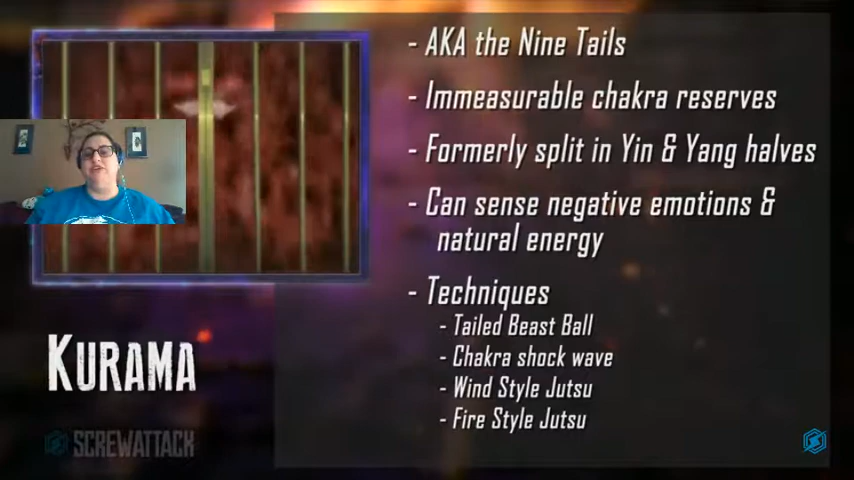 - AKA the Nine Tails
- Immeasurable chakra reserves
- Formerly split in Yin & Yang halves
- Can sense negative emotions &
natural energy
- Techniques
- Tailed Beast Ball
- Chakra shock wave
- Wind Style Jutsu
- Fire Style Jutsu
KURAMA
SCREWATTACK